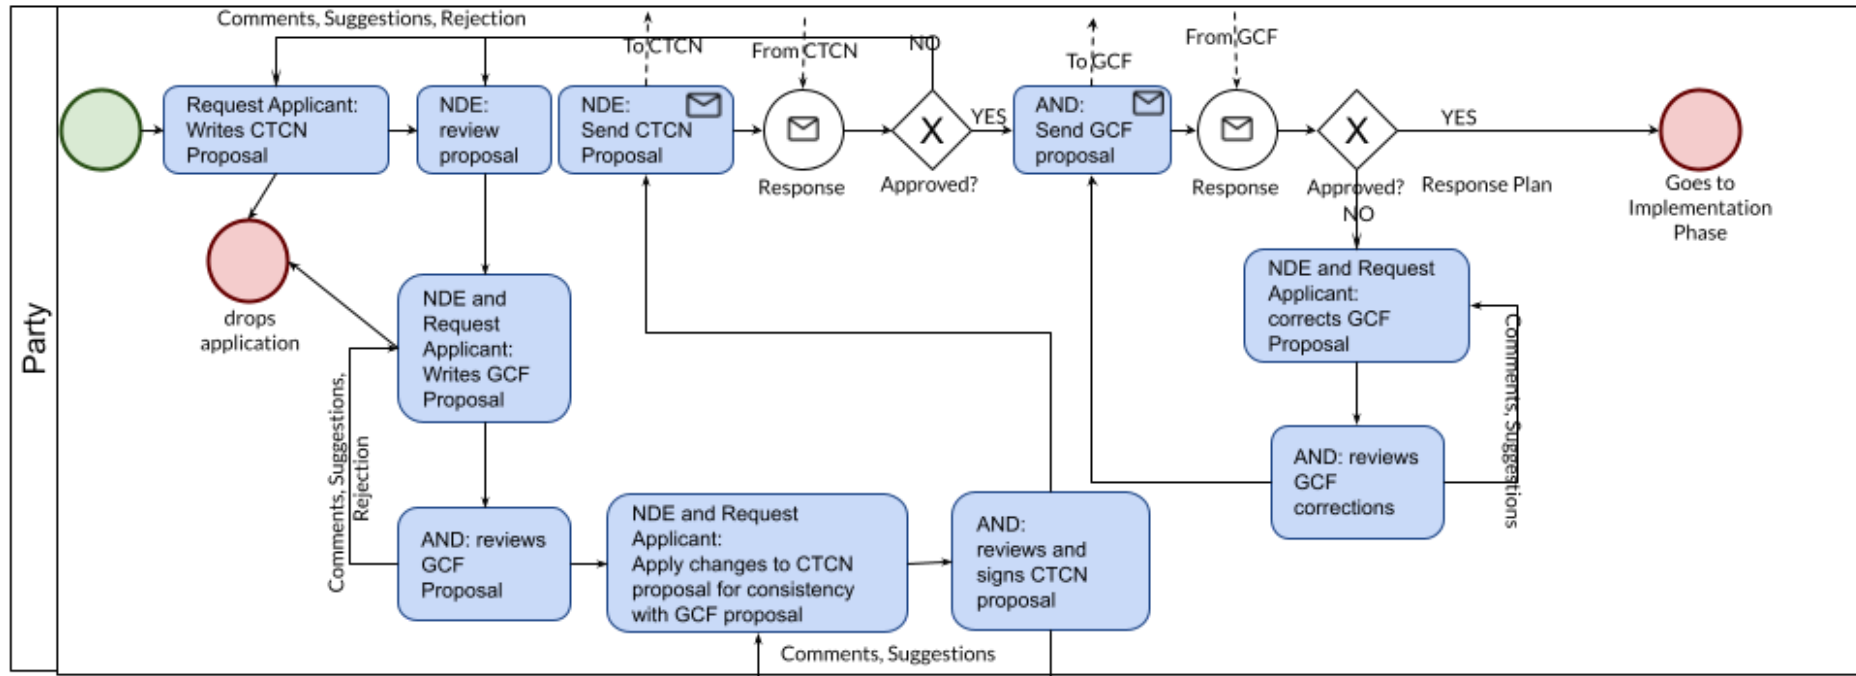 Comments, Suggestions, Rejection
To CTCN
From CTCN
NO
To GCF
From GCF
Request Applicant:
Writes CTCN
Proposal
NDE:
review
proposal
NDE:
Send CTCN
Proposal
Response
X
Approved?
YES
AND:
Send GCF
proposal
Response
X
Approved?
NO
YES
Response Plan
Goes to
Implementation
Phase
drops
application
Party
NDE and
Request
Applicant:
Writes GCF
Proposal
Comments, Suggestions,
Rejection
NDE and Request
Applicant:
corrects GCF
Proposal
Comments, Suggestions
AND: reviews
GCF
corrections
AND: reviews
GCF
Proposal
NDE and Request
Applicant:
Apply changes to CTCN
proposal for consistency
with GCF proposal
AND:
reviews and
signs CTCN
proposal
Comments, Suggestions